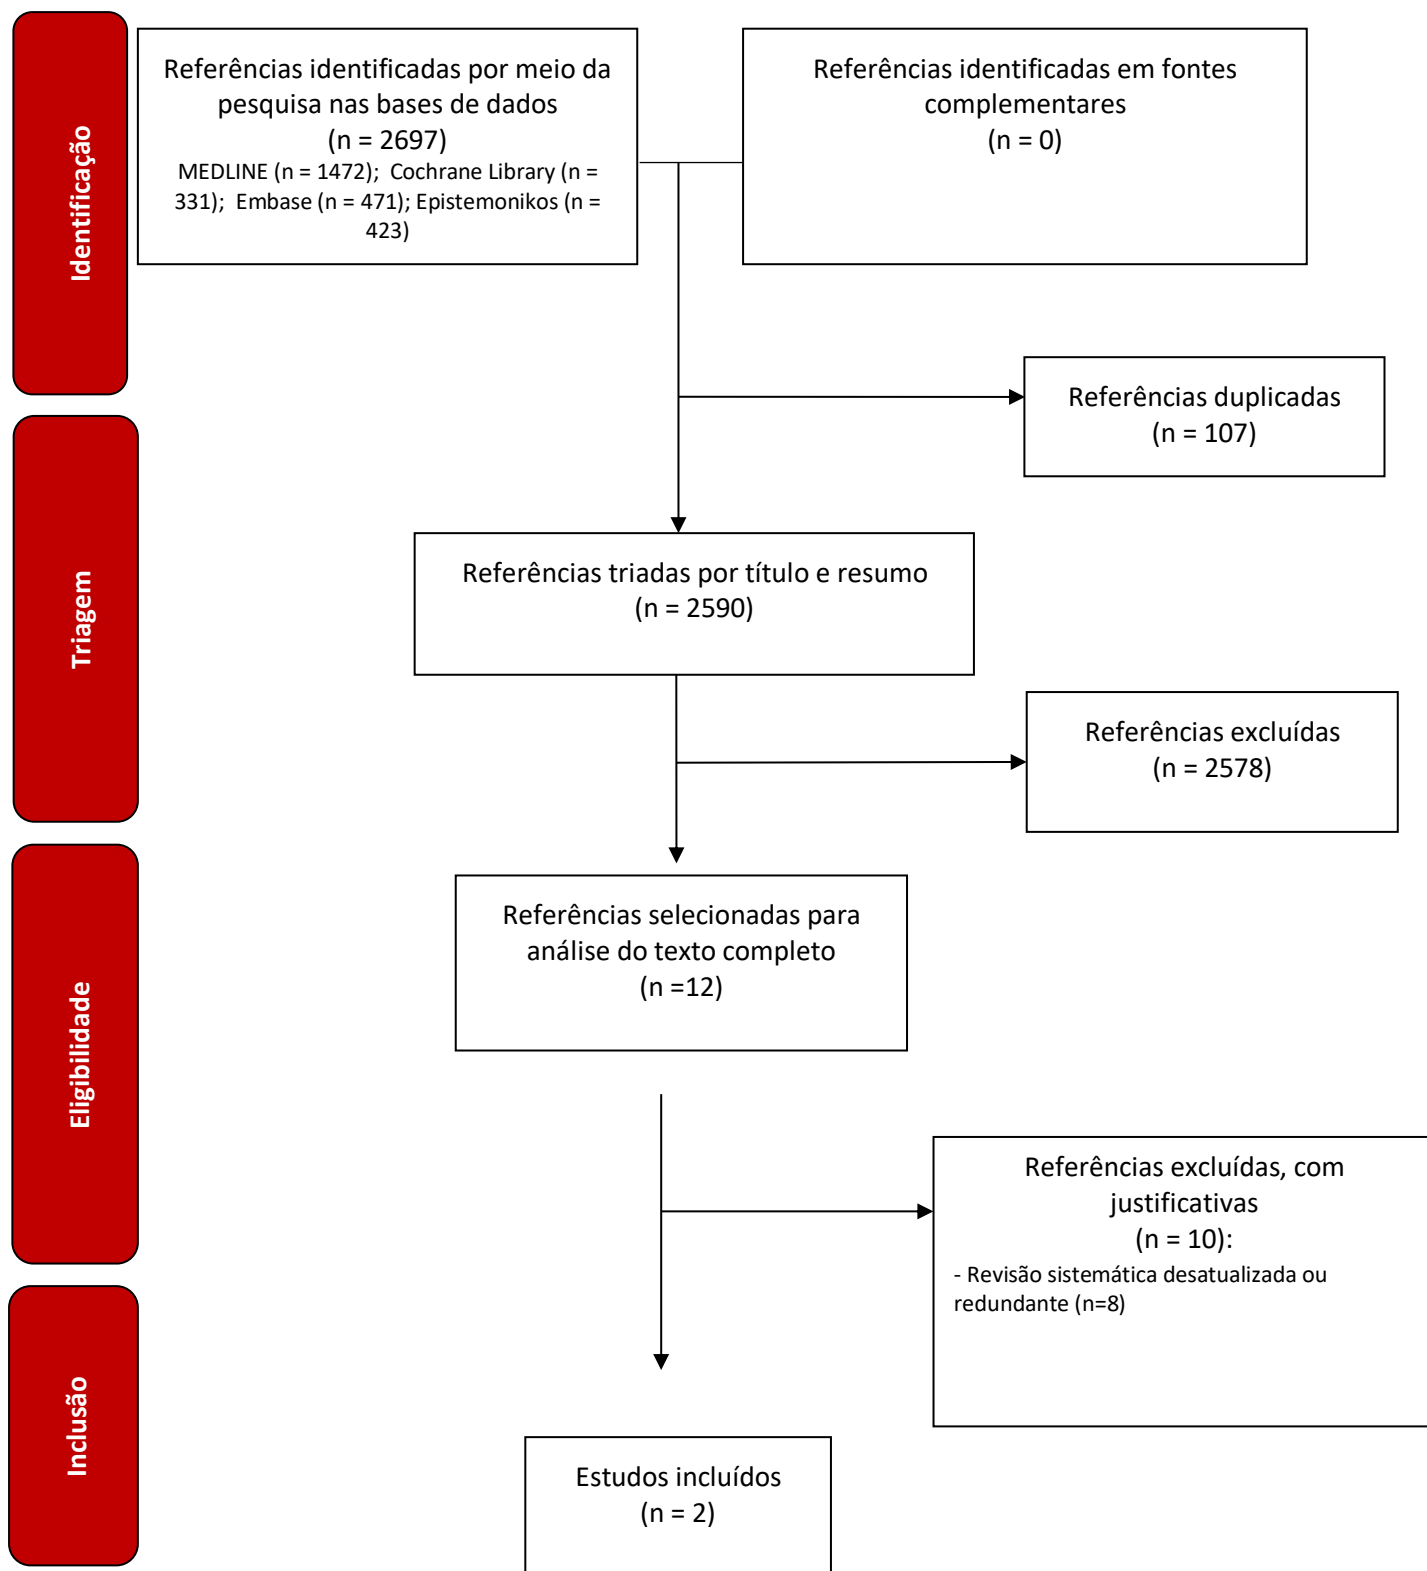 Identificação
Referências identificadas por meio da
pesquisa nas bases de dados
(n = 2697)
MEDLINE (n = 1472);  Cochrane Library (n =
331);  Embase (n = 471); Epistemonikos (n =
423)
Referências identificadas em fontes
complementares
(n = 0)
Referências duplicadas
(n = 107)
Triagem
Referências triadas por título e resumo
(n = 2590)
Referências excluídas
(n = 2578)
Eligibilidade
Referências selecionadas para
análise do texto completo
(n =12)
Referências excluídas, com
justificativas
(n = 10):
- Revisão sistemática desatualizada ou
redundante (n=8)
Inclusão
Estudos incluídos
(n = 2)